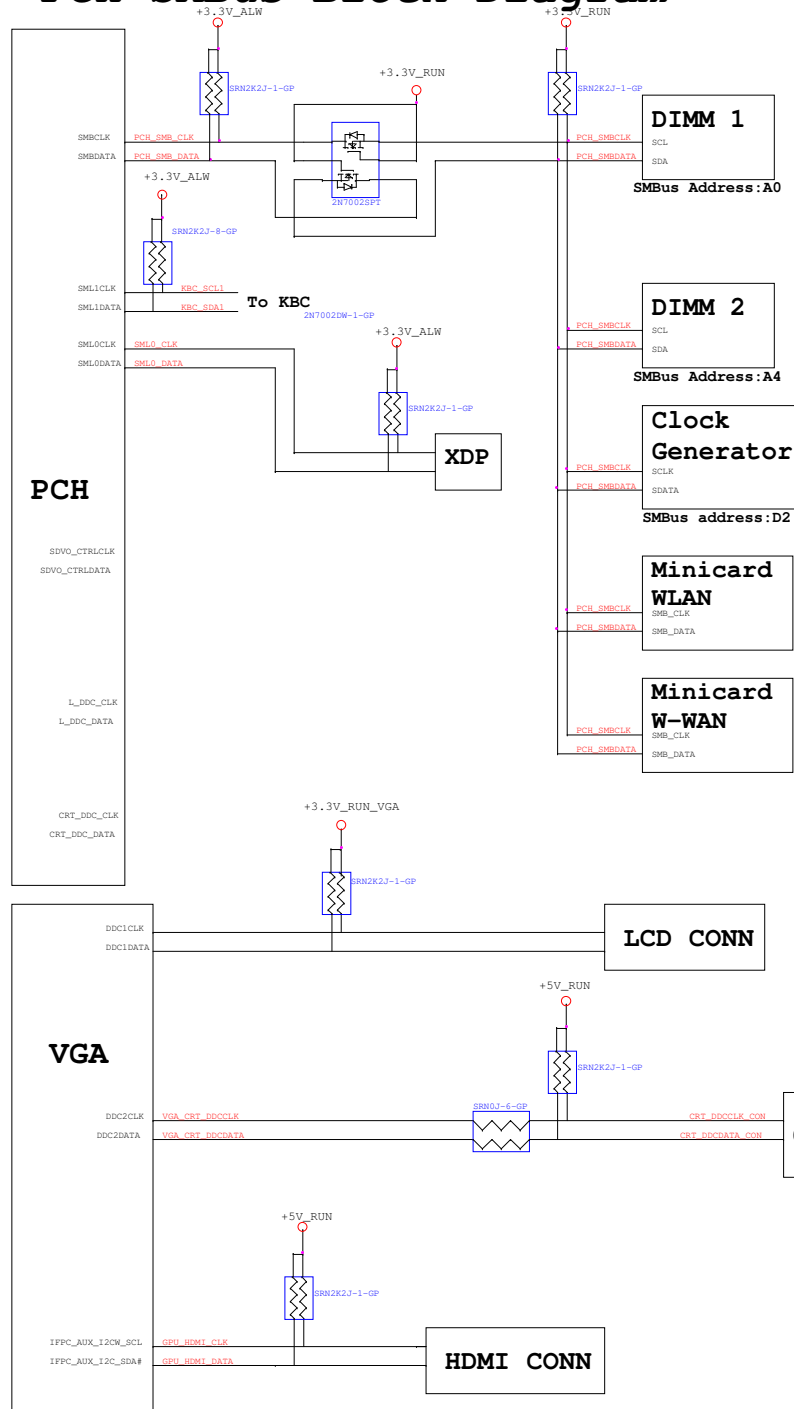 PCH SMBus Block Diagram
+3.3V_ALW
+3.3V_RUN
SRN2K2J-1-GP
+3.3V_RUN
SRN2K2J-1-GP
DIMM 1
SMBCLK
PCH_SMB_CLK
PCH_SMBCLK
SCL
SMBDATA
PCH_SMB_DATA
PCH_SMBDATA
SDA
+3.3V_ALW
2N7002SPT
SMBus Address:A0
SRN2K2J-8-GP
SML1CLK
KBC_SCL1
To KBC
SML1DATA
KBC_SDA1
2N7002DW-1-GP
DIMM 2
PCH_SMBCLK
SCL
PCH_SMBDATA
SDA
SMBus Address:A4
SML0CLK
SML0_CLK
+3.3V_ALW
SML0DATA
SML0_DATA
SRN2K2J-1-GP
XDP
Clock
Generator
PCH_SMBCLK
SCLK
PCH_SMBDATA
SDATA
SMBus address:D2
PCH
SDVO_CTRLCLK
SDVO_CTRLDATA
Minicard
WLAN
PCH_SMBCLK
SMB_CLK
PCH_SMBDATA
SMB_DATA
L_DDC_CLK
L_DDC_DATA
Minicard
W-WAN
PCH_SMBCLK
SMB_CLK
PCH_SMBDATA
SMB_DATA
CRT_DDC_CLK
CRT_DDC_DATA
+3.3V_RUN_VGA
SRN2K2J-1-GP
DDC1CLK
DDC1DATA
LCD CONN
VGA
+5V_RUN
SRN2K2J-1-GP
DDC2CLK
VGA_CRT_DDCCLK
SRN0J-6-GP
CRT_DDCCLK_CON
DDC2DATA
VGA_CRT_DDCDATA
CRT_DDCDATA_CON
+5V_RUN
SRN2K2J-1-GP
IFPC_AUX_I2CW_SCL
GPU_HDMI_CLK
IFPC_AUX_I2C_SDA#
GPU_HDMI_DATA
HDMI CONN